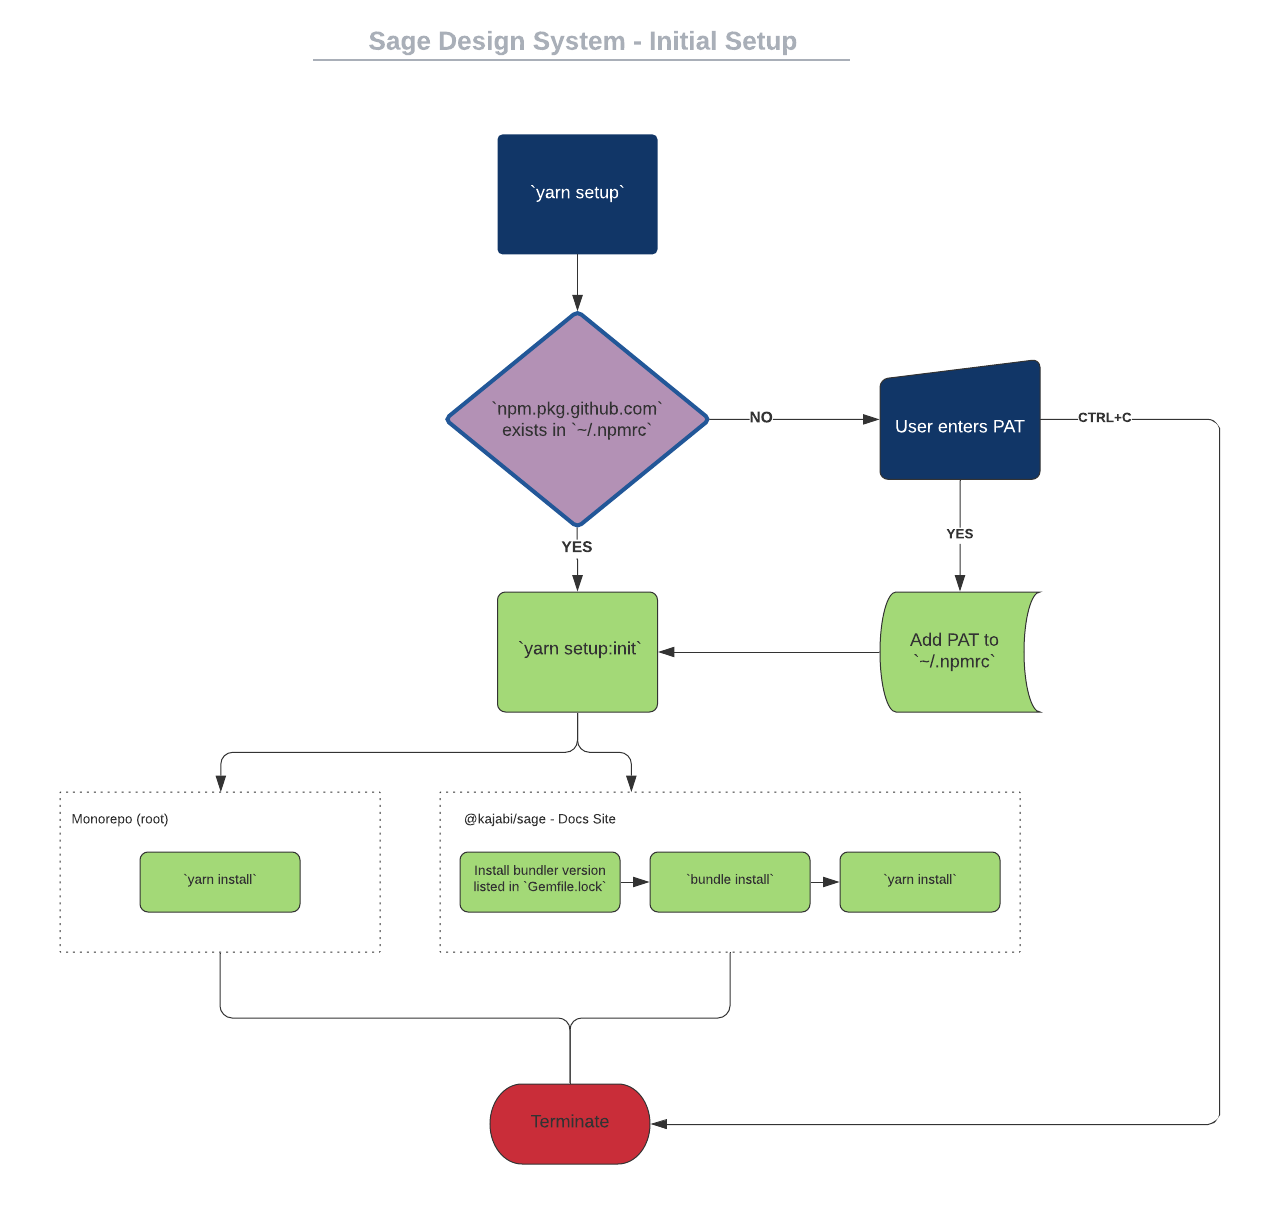 Sage Design System - Initial Setup
`yarn setup`
`npm.pkg.github.com`
exists in `~/.npmrc`
NO
User enters PAT
CTRL+C
YES
YES
`yarn setup:init`
Add PAT to
`~/.npmrc`
Monorepo (root)
`yarn install`
@kajabi/sage - Docs Site
Install bundler version
listed in `Gemfile.lock`
`bundle install`
`yarn install`
Terminate